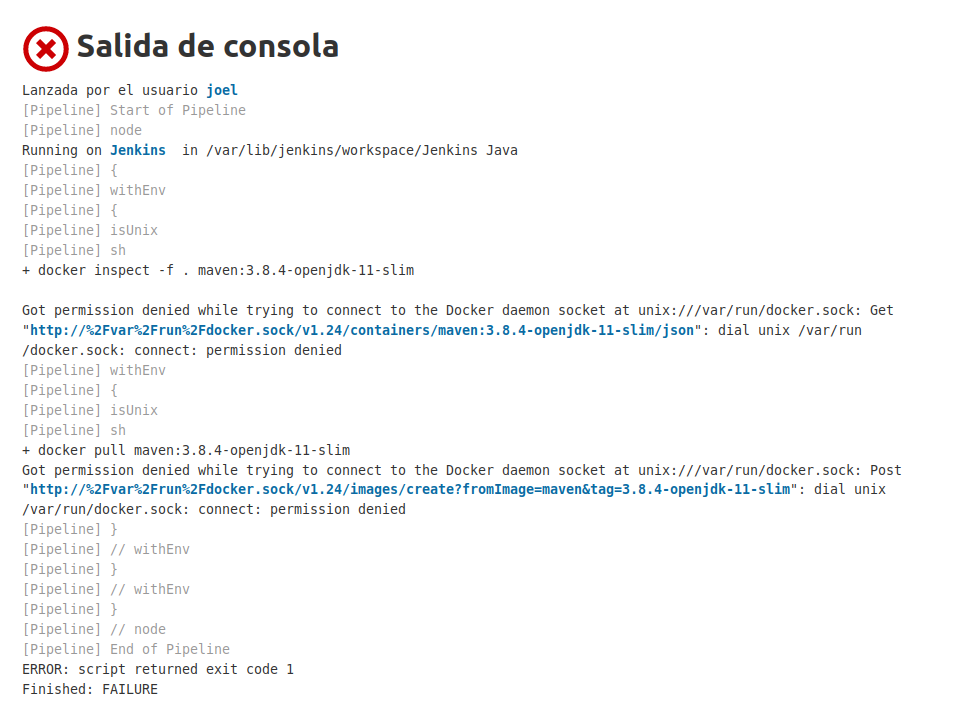 Salida de consola
Lanzada por el usuario joel
[Pipeline] Start of Pipeline
[Pipeline] node
Running on Jenkins  in /var/lib/jenkins/workspace/Jenkins Java
[Pipeline] {
[Pipeline] withEnv
[Pipeline] {
[Pipeline] isUnix
[Pipeline] sh
+ docker inspect -f . maven:3.8.4-openjdk-11-slim
Got permission denied while trying to connect to the Docker daemon socket at unix:///var/run/docker.sock: Get
"http://%2Fvar%2Frun%2Fdocker.sock/v1.24/containers/maven:3.8.4-openjdk-11-slim/json": dial unix /var/run
/docker.sock: connect: permission denied
[Pipeline] withEnv
[Pipeline] {
[Pipeline] isUnix
[Pipeline] sh
+ docker pull maven:3.8.4-openjdk-11-slim
Got permission denied while trying to connect to the Docker daemon socket at unix:///var/run/docker.sock: Post
"http://%2Fvar%2Frun%2Fdocker.sock/v1.24/images/create?fromImage=maven&tag=3.8.4-openjdk-11-slim": dial unix
/var/run/docker.sock: connect: permission denied
[Pipeline] }
[Pipeline] // withEnv
[Pipeline] }
[Pipeline] // withEnv
[Pipeline] }
[Pipeline] // node
[Pipeline] End of Pipeline
ERROR: script returned exit code 1
Finished: FAILURE